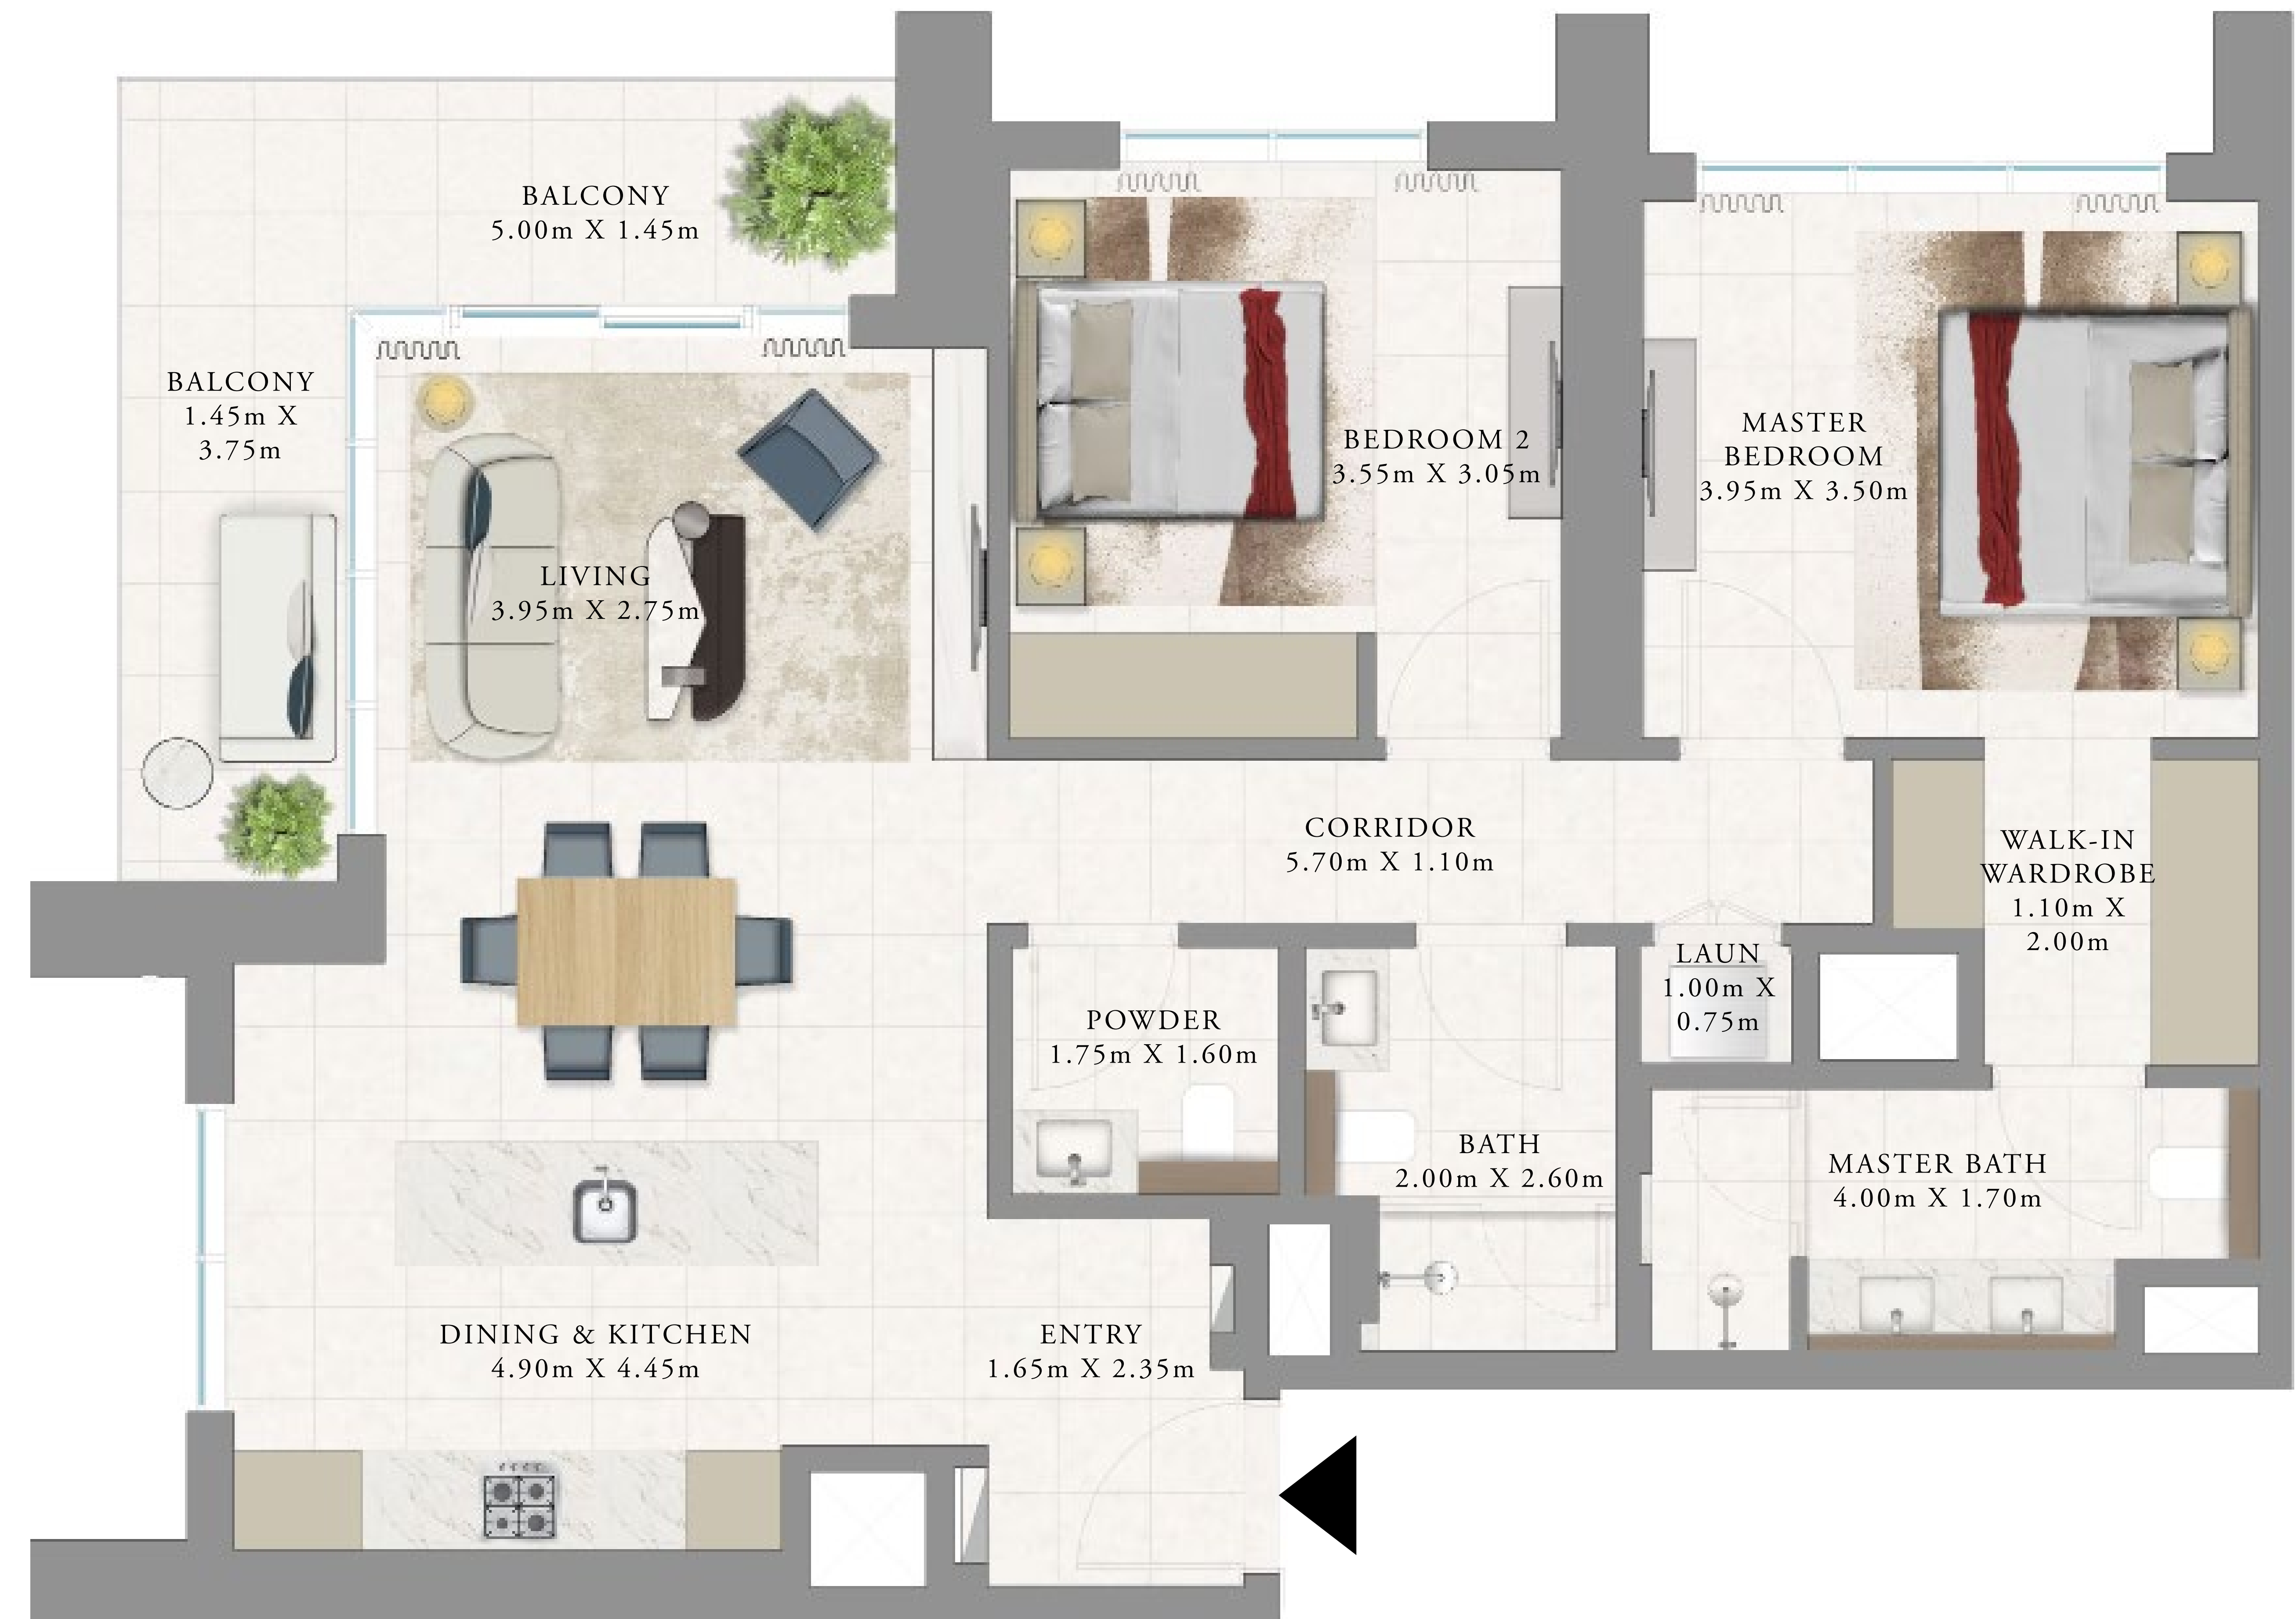 BALCONY
5.00m X 1.45m
BALCONY
1.45m X
3.75m
LIVING
3.95m X 2.75m
BEDROOM 2
3.55m X 3.05m
MASTER
BEDROOM
3.95m X 3.50m
CORRIDOR
5.70m X 1.10m
WALK-IN
WARDROBE
1.10m X
2.00m
LAUN
1.00m X
0.75m
POWDER
1.75m X 1.60m
BATH
2.00m X 2.60m
MASTER BATH
4.00m X 1.70m
DINING & KITCHEN
4.90m X 4.45m
ENTRY
1.65m X 2.35m